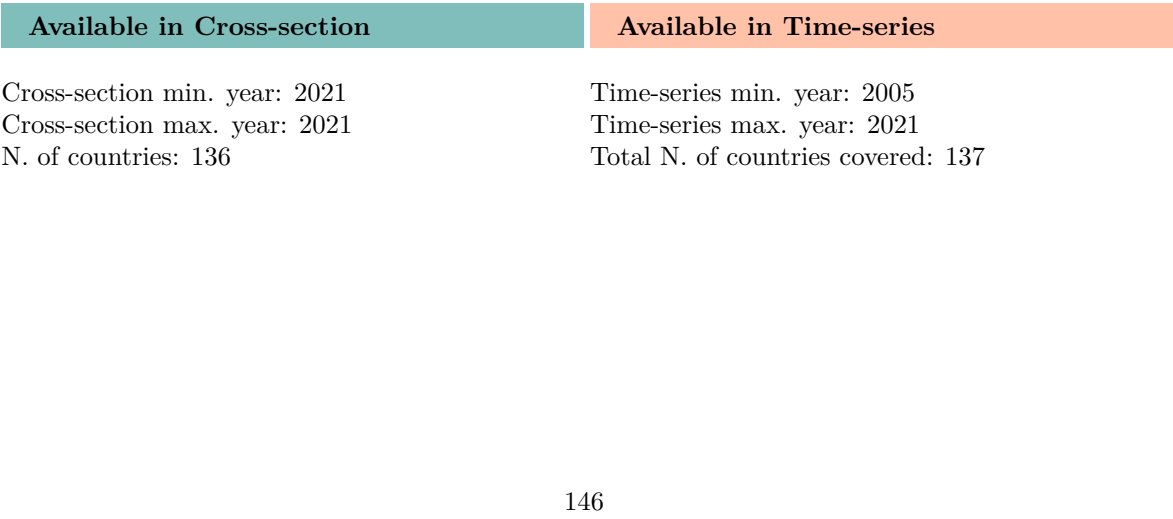 Available in Cross-section
Cross-section min. year: 2021
Cross-section max. year: 2021
N. of countries: 136
Available in Time-series
Time-series min. year: 2005
Time-series max. year: 2021
Total N. of countries covered: 137
146